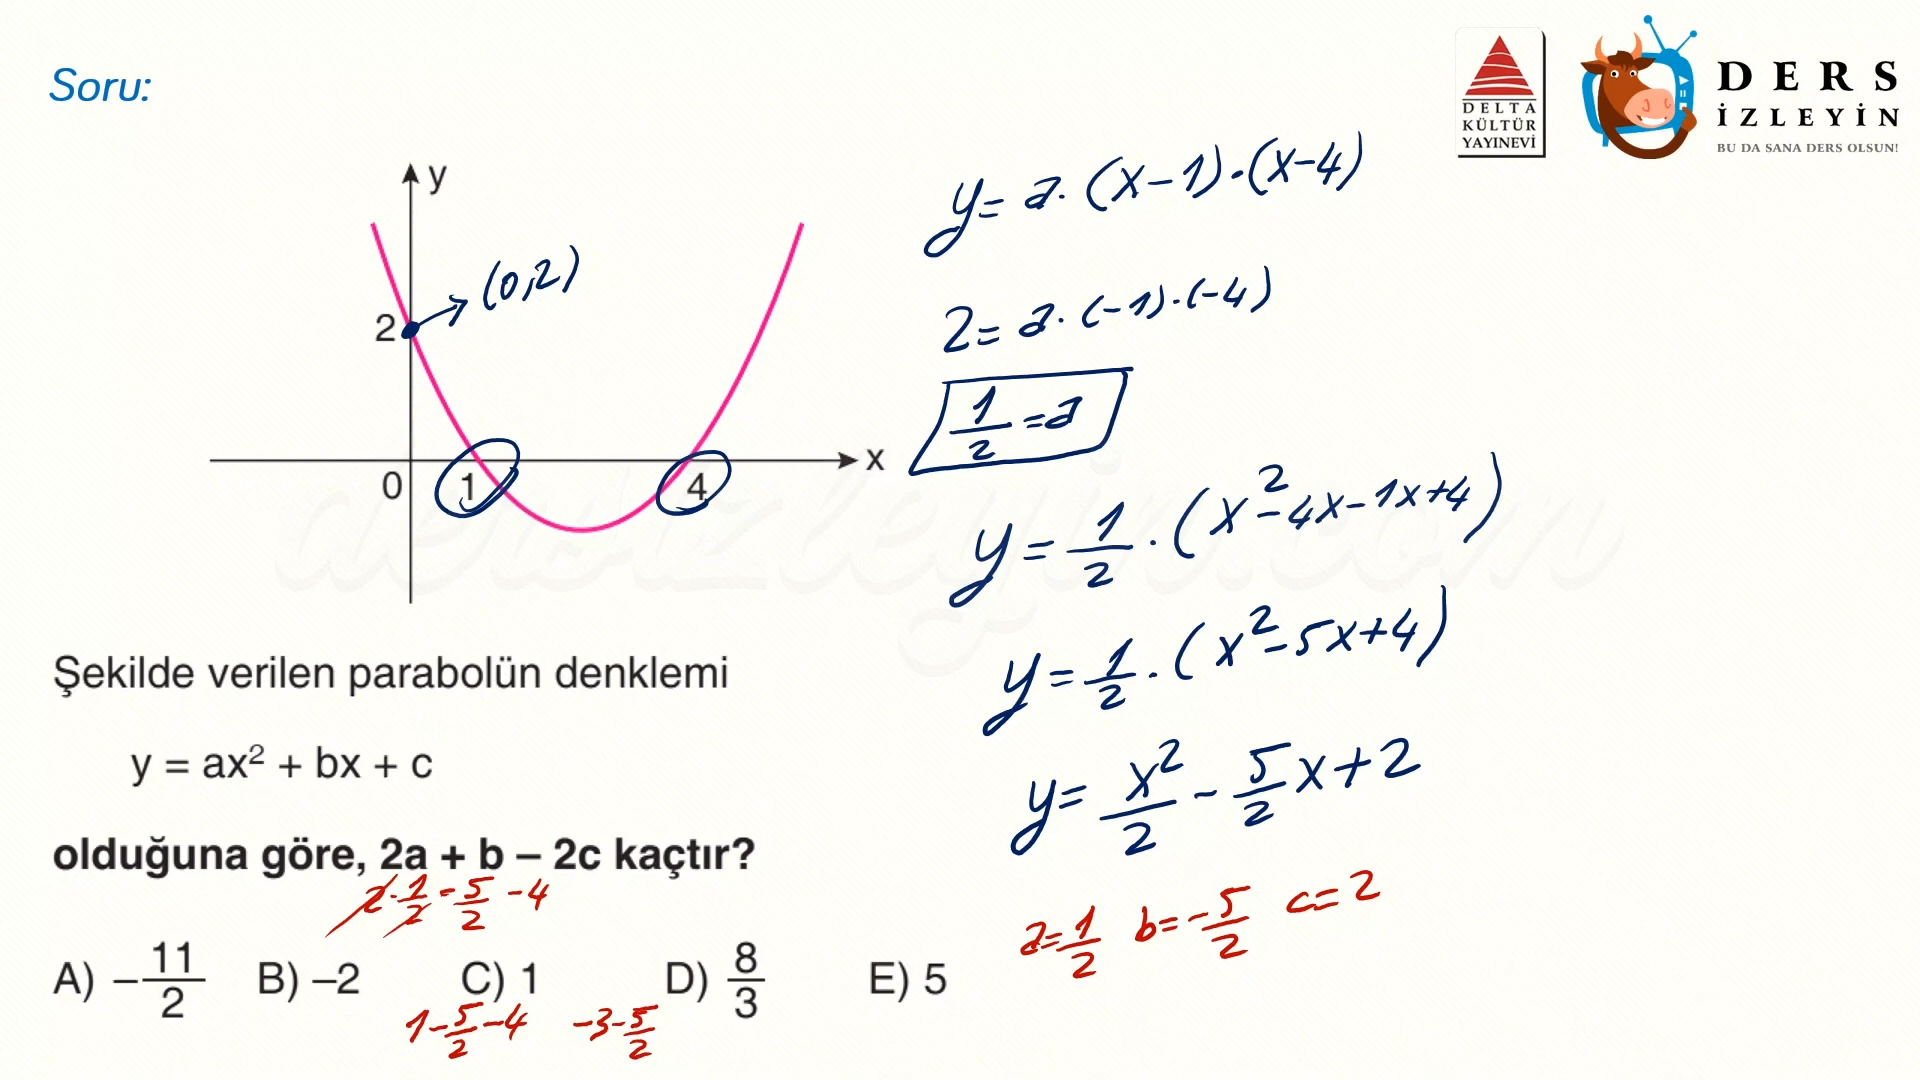 Soru:
DELTA
KÜLTÜR
YAYINEVİ
DERS
İZLEYİN
BU DA SANA DERS OLSUN!
y
(0,2)
2
0
1
4
x
y = a · (x-1) · (x-4)
2 = a · (-1) · (-4)
1/2 = a
y = 1/2 · (x² - 4x - 1x + 4)
y = 1/2 · (x² - 5x + 4)
y = x²/2 - 5/2 x + 2
a = 1/2 b = -5/2 c = 2
dersizleyin.com
Şekilde verilen parabolün denklemi
y = ax² + bx + c
olduğuna göre, 2a + b – 2c kaçtır?
2 · 1/2 - 5/2 - 4
A) –11/2 B) –2 C) 1 D) 8/3 E) 5
1 - 5/2 - 4 -3 - 5/2